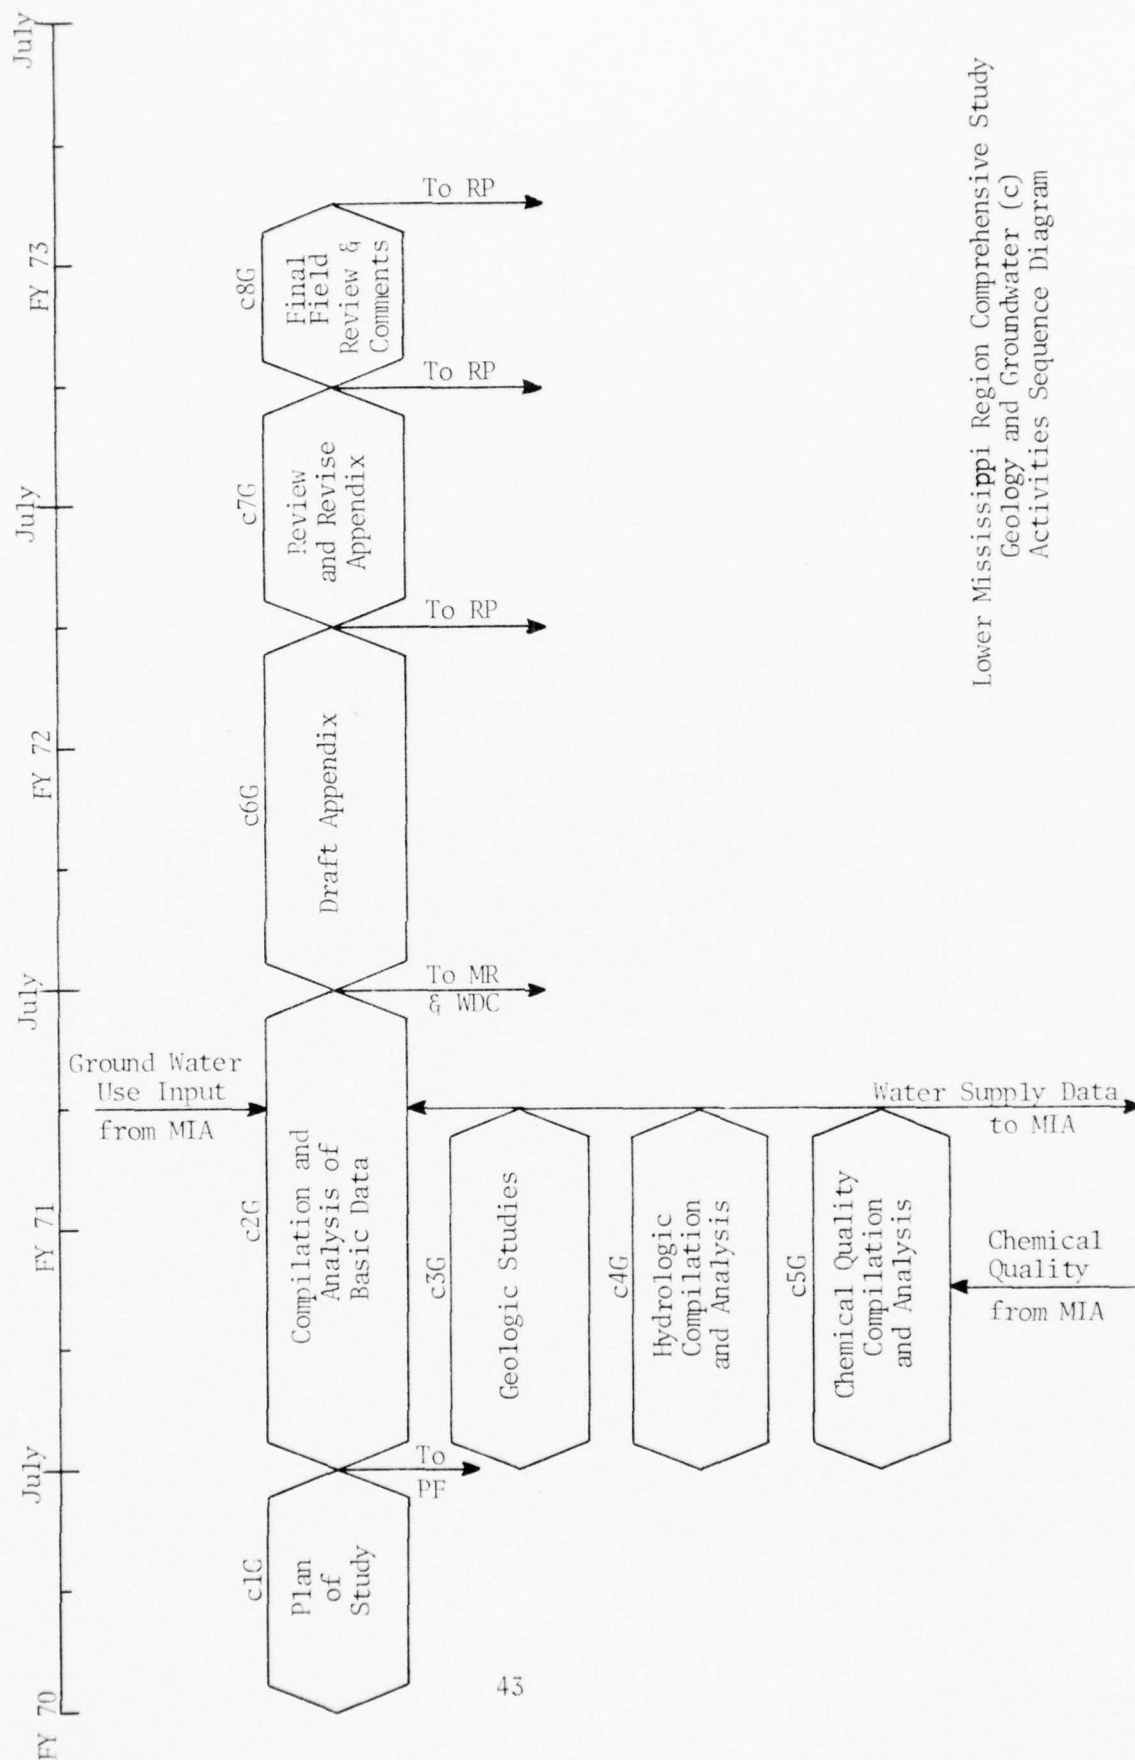 FY 70
July
FY 71
July
FY 72
July
FY 73
July
c1G
Plan
of
Study
To
PF
Ground Water
Use Input
from MIA
c2G
Compilation and
Analysis of
Basic Data
To MR
& WDC
c6G
Draft Appendix
To RP
c7G
Review
and Revise
Appendix
To RP
c8G
Final
Field
Review &
Comments
To RP
c3G
Geologic Studies
c4G
Hydrologic
Compilation
and Analysis
c5G
Chemical Quality
Compilation
and Analysis
Water Supply Data
to MIA
Chemical
Quality
from MIA
Lower Mississippi Region Comprehensive Study
Geology and Groundwater (c)
Activities Sequence Diagram
43